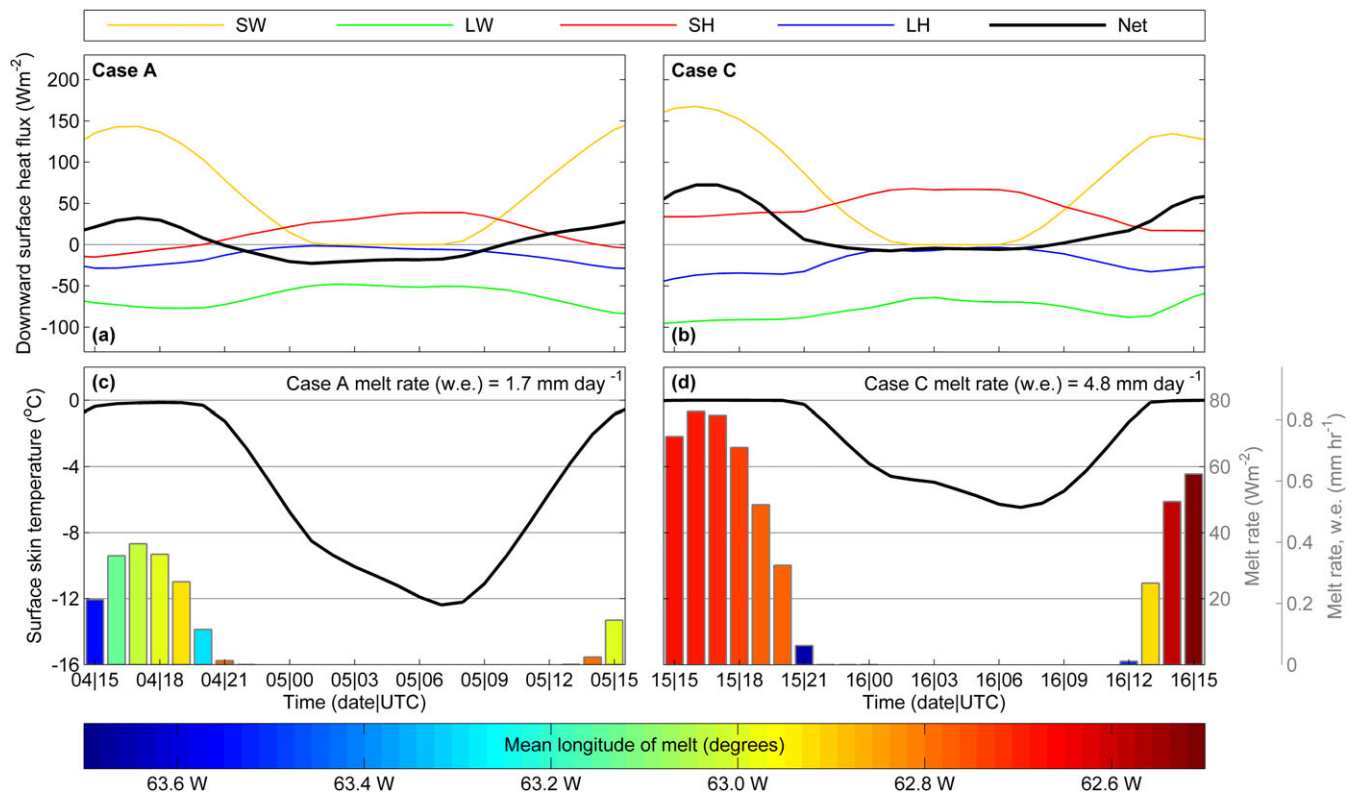 SW LW SH LH Net
Case A
Case C
Downward surface heat flux (Wm⁻²)
200
150
100
50
0
-50
-100
(a)
(b)
(c)
Case A melt rate (w.e.) = 1.7 mm day ⁻¹
(d)
Case C melt rate (w.e.) = 4.8 mm day ⁻¹
Surface skin temperature (°C)
0
-4
-8
-12
-16
80
60
40
20
0
Melt rate (Wm⁻²)
0.8
0.6
0.4
0.2
0
Melt rate, w.e. (mm hr⁻¹)
04|15 04|18 04|21 05|00 05|03 05|06 05|09 05|12 05|15
15|15 15|18 15|21 16|00 16|03 16|06 16|09 16|12 16|15
Time (date|UTC)
Time (date|UTC)
Mean longitude of melt (degrees)
63.6 W 63.4 W 63.2 W 63.0 W 62.8 W 62.6 W